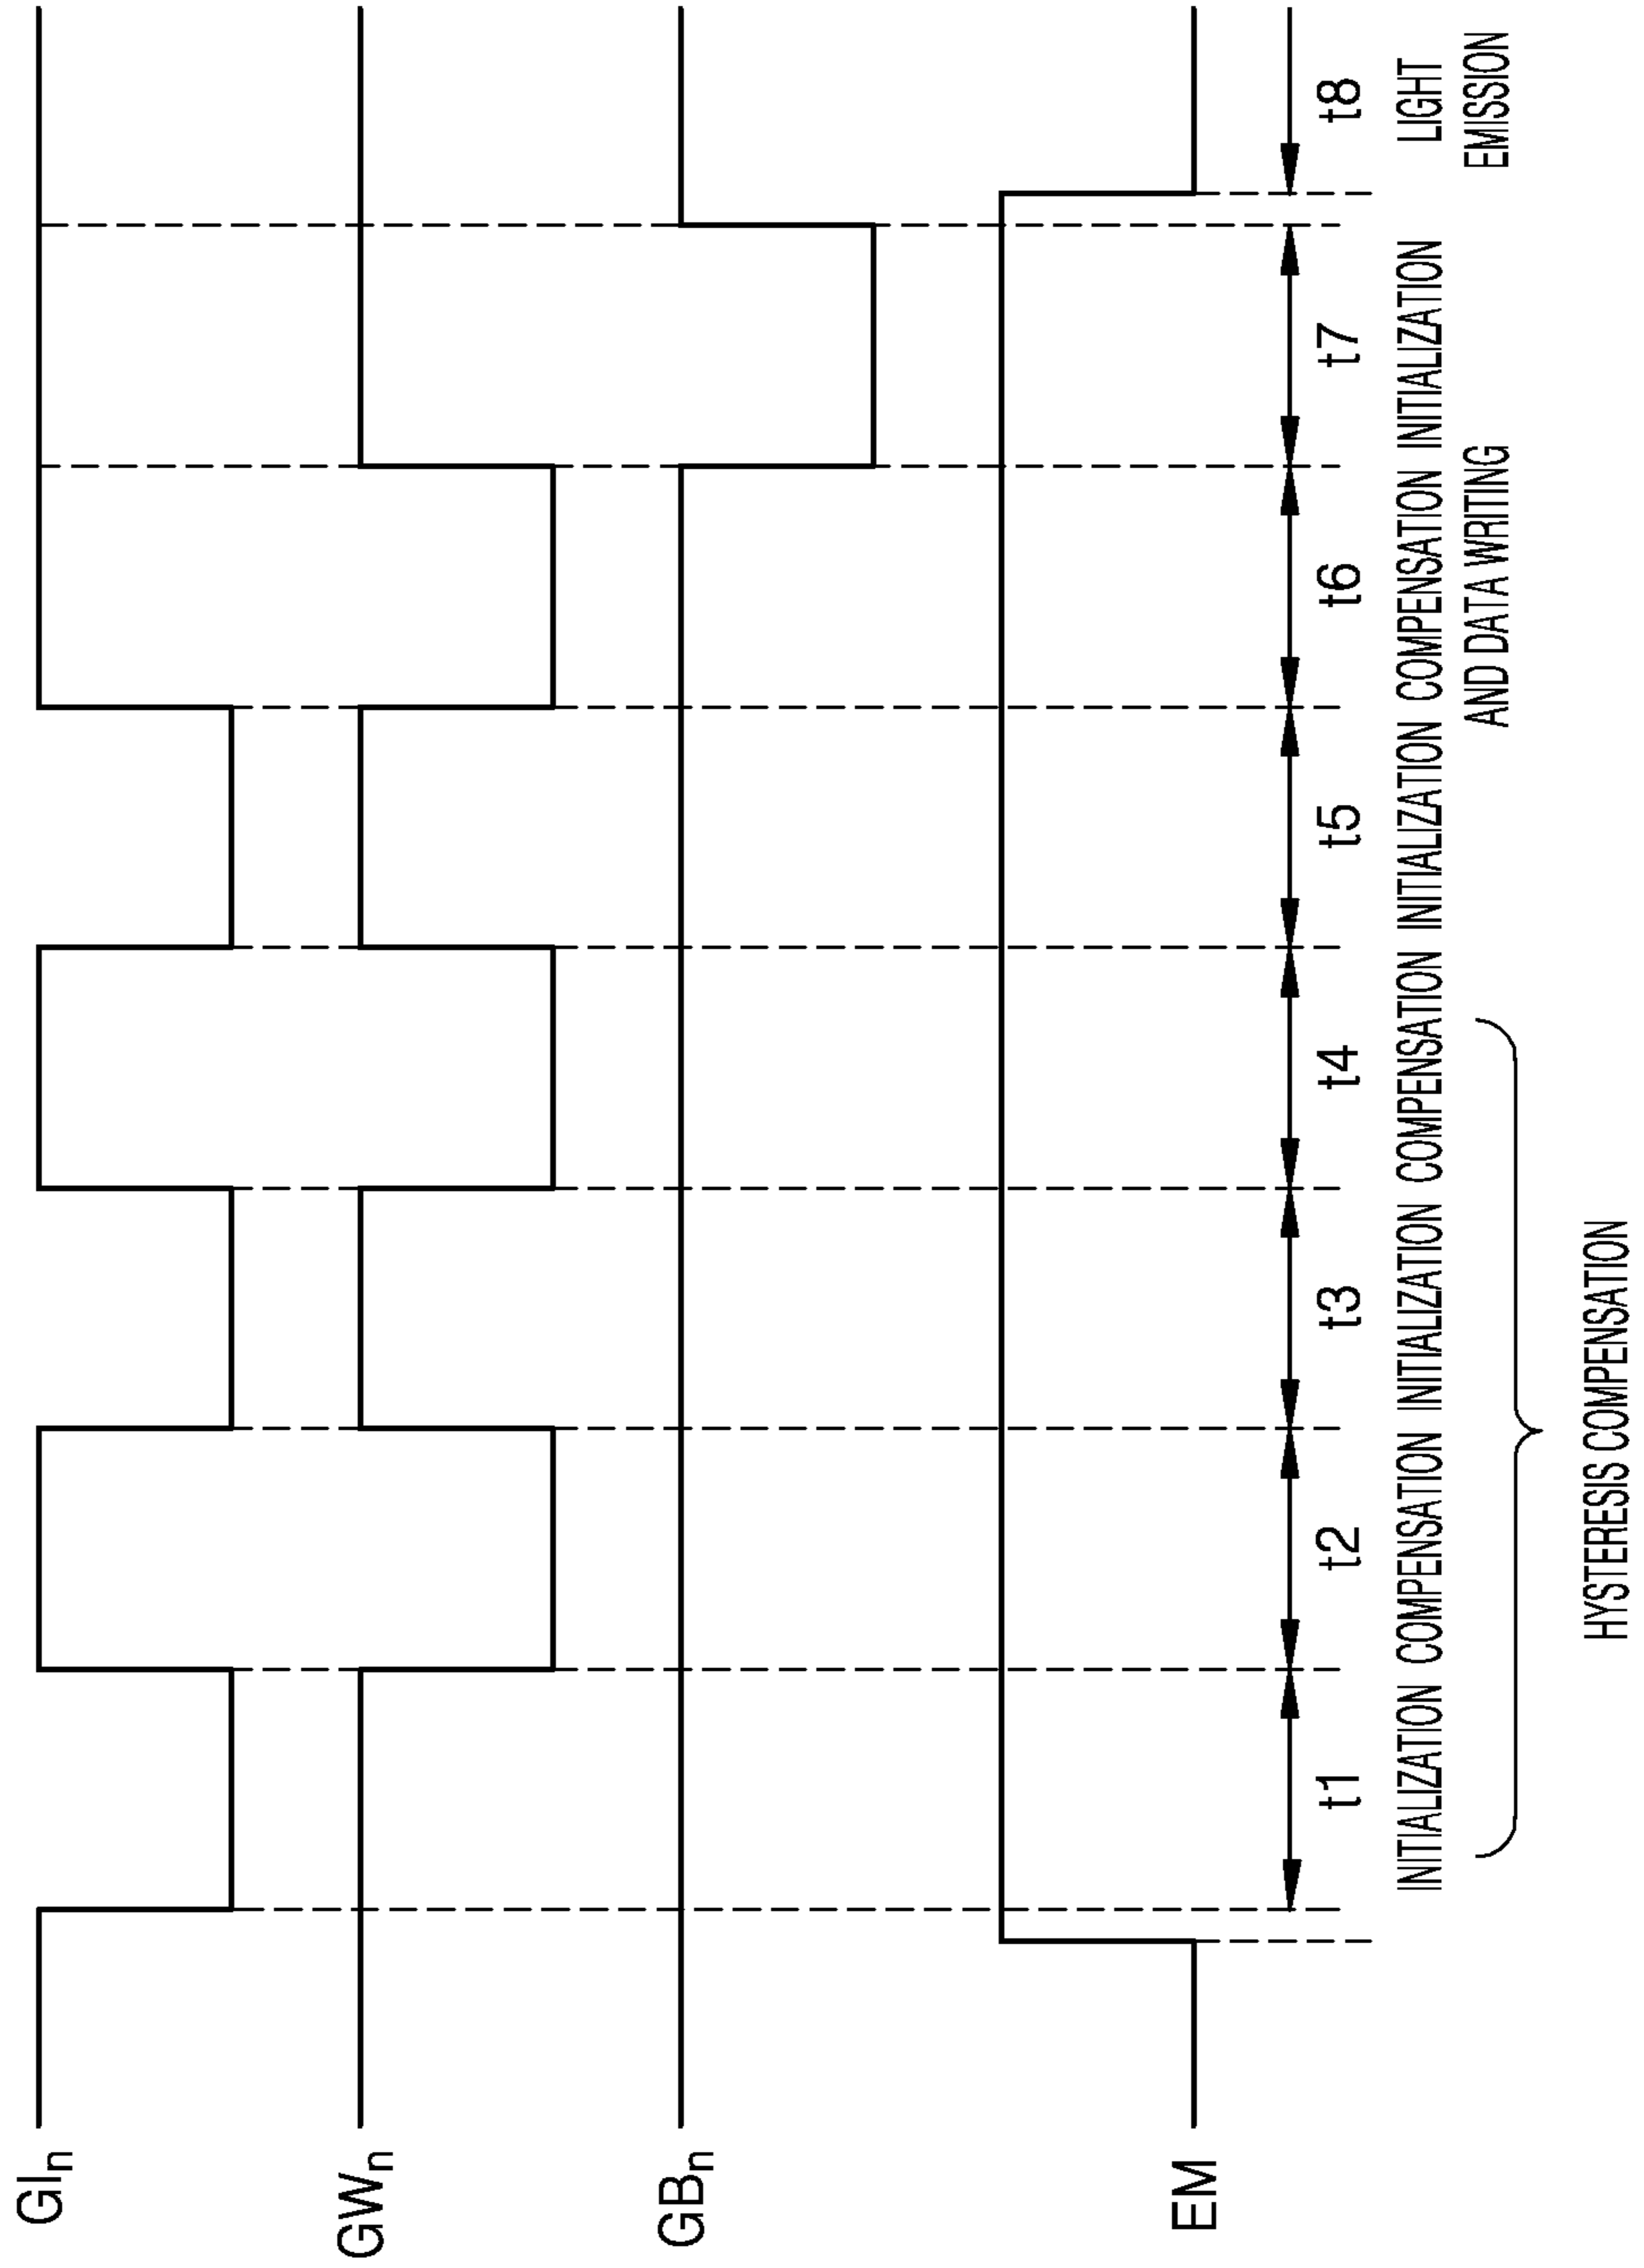 GIn
GWn
GBn
EM
t1 t2 t3 t4 t5 t6 t7 t8
INITIALIZATION COMPENSATION INITIALIZATION COMPENSATION INITIALIZATION COMPENSATION INITIALIZATION LIGHT
AND DATA WRITING EMISSION
HYSTERESIS COMPENSATION